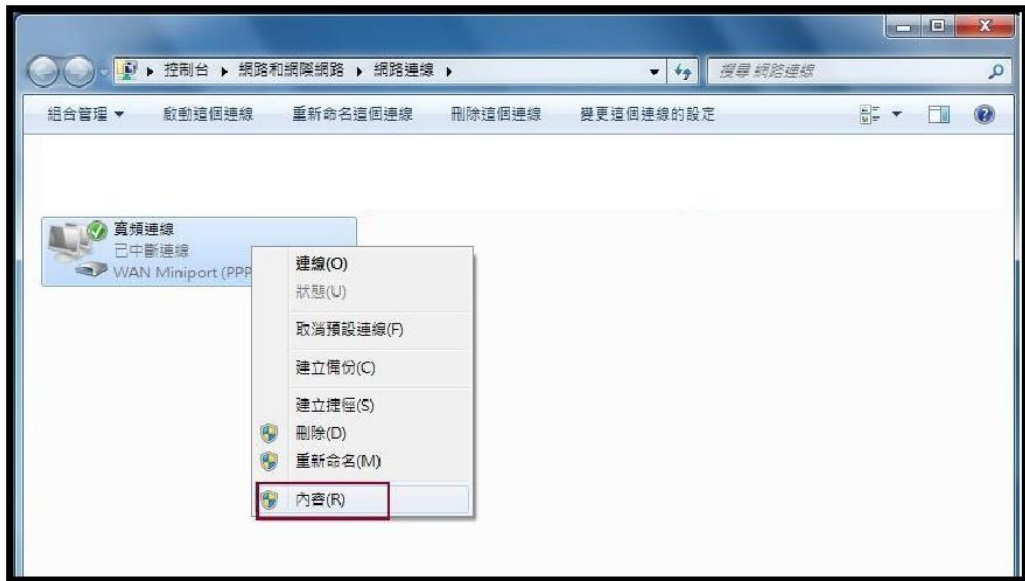 控制台 ▸ 網路和網際網路 ▸ 網路連線 ▸
搜尋 網路連線
組合管理 ▼ 啟動這個連線 重新命名這個連線 刪除這個連線 變更這個連線的設定
寬頻連線
已中斷連線
WAN Miniport (PPP
連線(O)
狀態(U)
取消預設連線(F)
建立備份(C)
建立捷徑(S)
刪除(D)
重新命名(M)
內容(R)